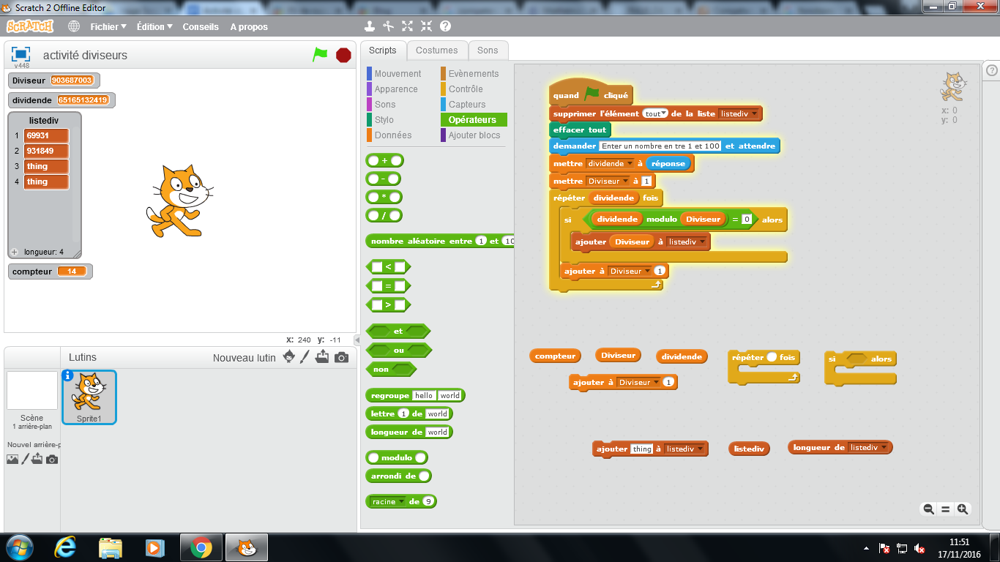 Scratch 2 Offline Editor
SCRATCH Fichier Édition Conseils A propos
v448 activité diviseurs
Diviseur 903687003
dividende 65165132419
listediv
1 69931
2 931849
3 thing
4 thing
longueur: 4
compteur 14
x: 240 y: -11
Lutins Nouveau lutin
Scène
1 arrière-plan
Nouvel arrière-p
Sprite1
Scripts Costumes Sons
Mouvement Evènements
Apparence Contrôle
Sons Capteurs
Stylo Opérateurs
Données Ajouter blocs
+
-
*
/
nombre aléatoire entre 1 et 10
<
=
>
et
ou
non
regroupe hello world
lettre 1 de world
longueur de world
modulo
arrondi de
racine de 9
quand cliqué
supprimer l'élément tout de la liste listediv
effacer tout
demander Enter un nombre en tre 1 et 100 et attendre
mettre dividende à réponse
mettre Diviseur à 1
répéter dividende fois
si dividende modulo Diviseur = 0 alors
ajouter Diviseur à listediv
ajouter à Diviseur 1
compteur Diviseur dividende répéter fois si alors
ajouter à Diviseur 1
ajouter thing à listediv listediv longueur de listediv
x: 0
y: 0
11:51
17/11/2016